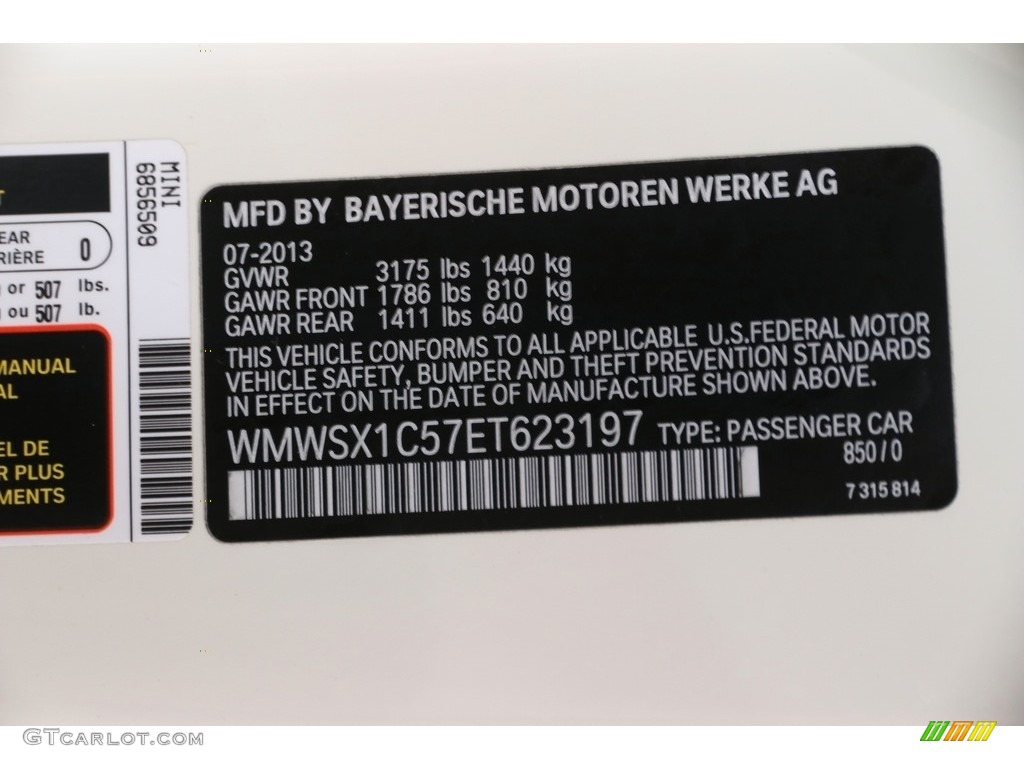 T
EAR
RIÈRE 0
or 507 lbs.
ou 507 lb.
MANUAL
AL
EL DE
R PLUS
MENTS
MINI
6856509
MFD BY BAYERISCHE MOTOREN WERKE AG
07-2013
GVWR 3175 lbs 1440 kg
GAWR FRONT 1786 lbs 810 kg
GAWR REAR 1411 lbs 640 kg
THIS VEHICLE CONFORMS TO ALL APPLICABLE U.S.FEDERAL MOTOR
VEHICLE SAFETY, BUMPER AND THEFT PREVENTION STANDARDS
IN EFFECT ON THE DATE OF MANUFACTURE SHOWN ABOVE.
WMWSX1C57ET623197 TYPE: PASSENGER CAR
850/0
7 315 814
GTCARLOT.COM